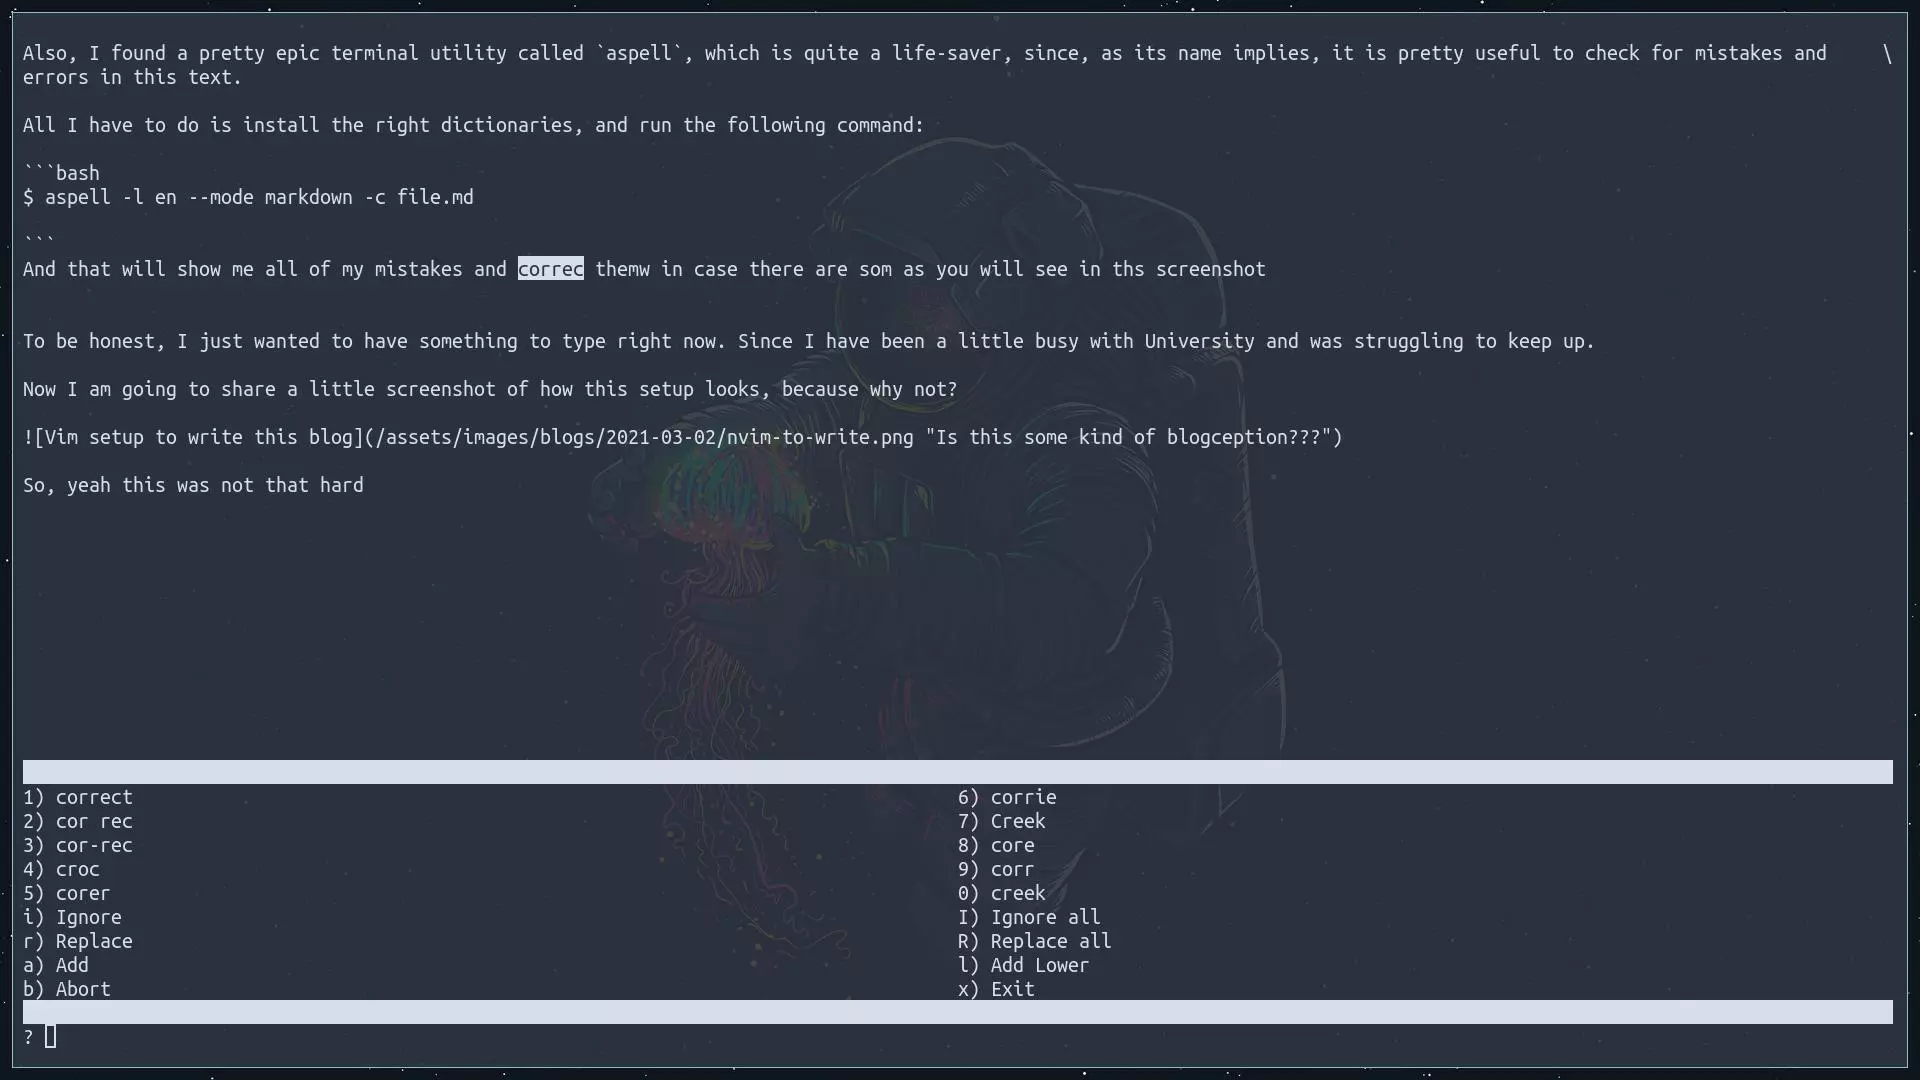 Also, I found a pretty epic terminal utility called `aspell`, which is quite a life-saver, since, as its name implies, it is pretty useful to check for mistakes and \
errors in this text.
All I have to do is install the right dictionaries, and run the following command:
```bash
$ aspell -l en --mode markdown -c file.md
```
And that will show me all of my mistakes and correc themw in case there are som as you will see in ths screenshot
To be honest, I just wanted to have something to type right now. Since I have been a little busy with University and was struggling to keep up.
Now I am going to share a little screenshot of how this setup looks, because why not?
![Vim setup to write this blog](/assets/images/blogs/2021-03-02/nvim-to-write.png "Is this some kind of blogception???")
So, yeah this was not that hard
1) correct 6) corrie
2) cor rec 7) Creek
3) cor-rec 8) core
4) croc 9) corr
5) corer 0) creek
i) Ignore I) Ignore all
r) Replace R) Replace all
a) Add l) Add Lower
b) Abort x) Exit
?